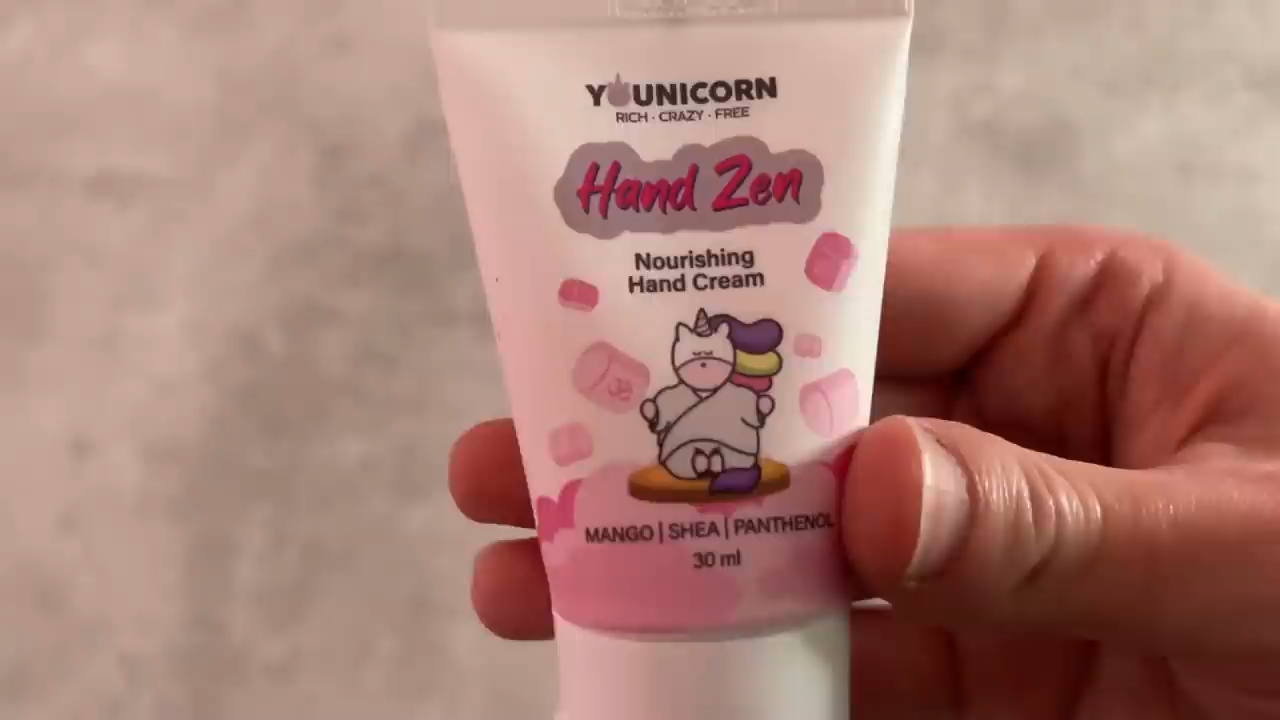 YOUNICORN
RICH · CRAZY · FREE
Hand Zen
Nourishing
Hand Cream
MANGO | SHEA | PANTHENOL
30 ml